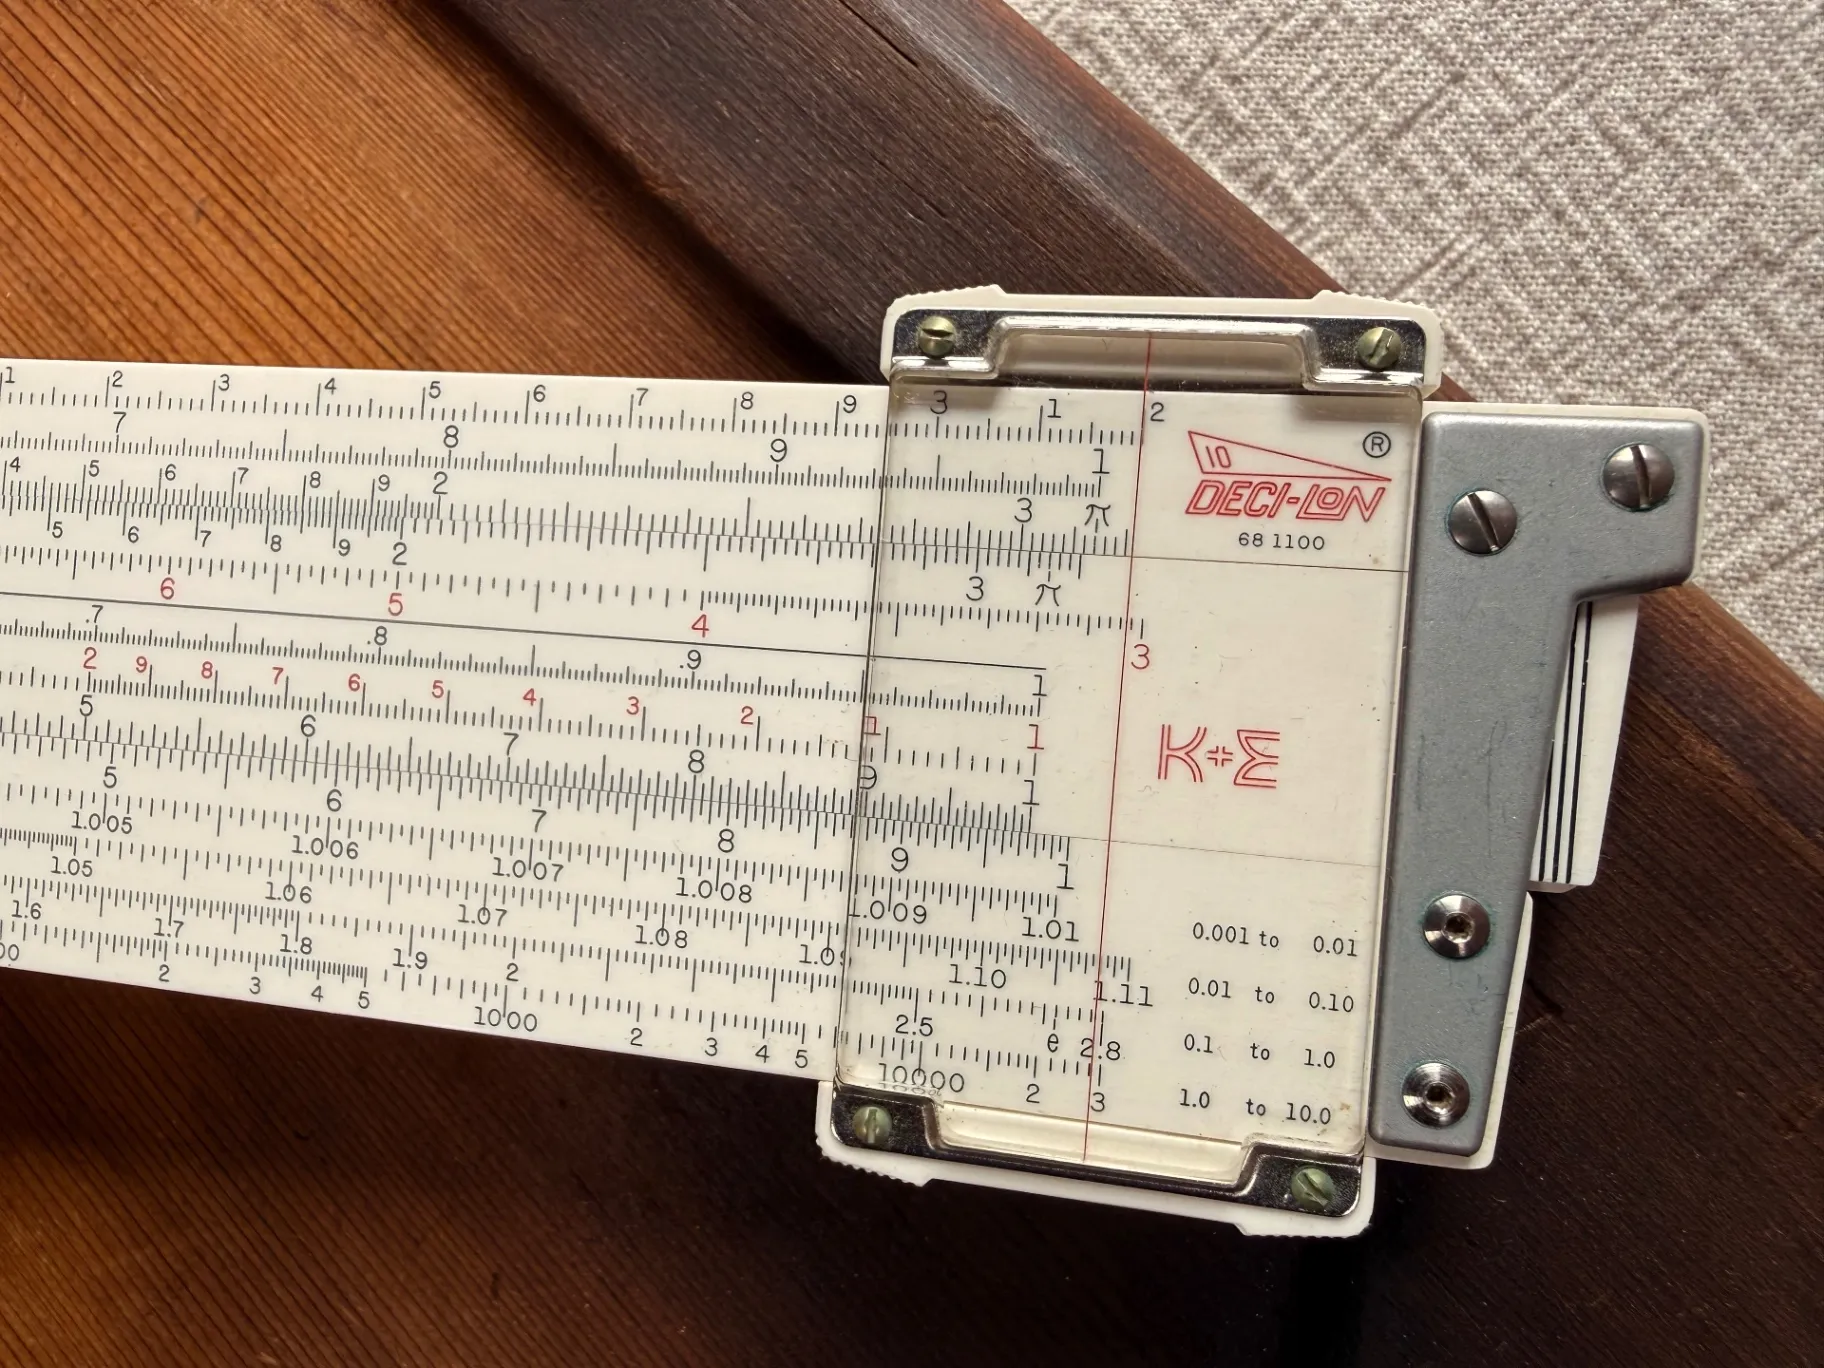 1 2 3 4 5 6 7 8 9 3 1 2
7 8 9 1
4 5 6 7 8 9 2 3 π
5 6 7 8 9 2 3 π
6 5 4 3
.7 .8 .9 1
2 9 8 7 6 5 4 3 2 1 1
5 6 7 8 9 1
5 6 7 8 9 1
1.005 1.006 1.007 1.008 1.009 1.01
1.05 1.06 1.07 1.08 1.10 1.11
1.6 1.7 1.8 1.9 2 2.5 e 2.8
2 3 4 5 1000 2 3 4 5 10000 2 3
®
10
DECI-LON
68 1100
K+E
0.001 to 0.01
0.01 to 0.10
0.1 to 1.0
1.0 to 10.0